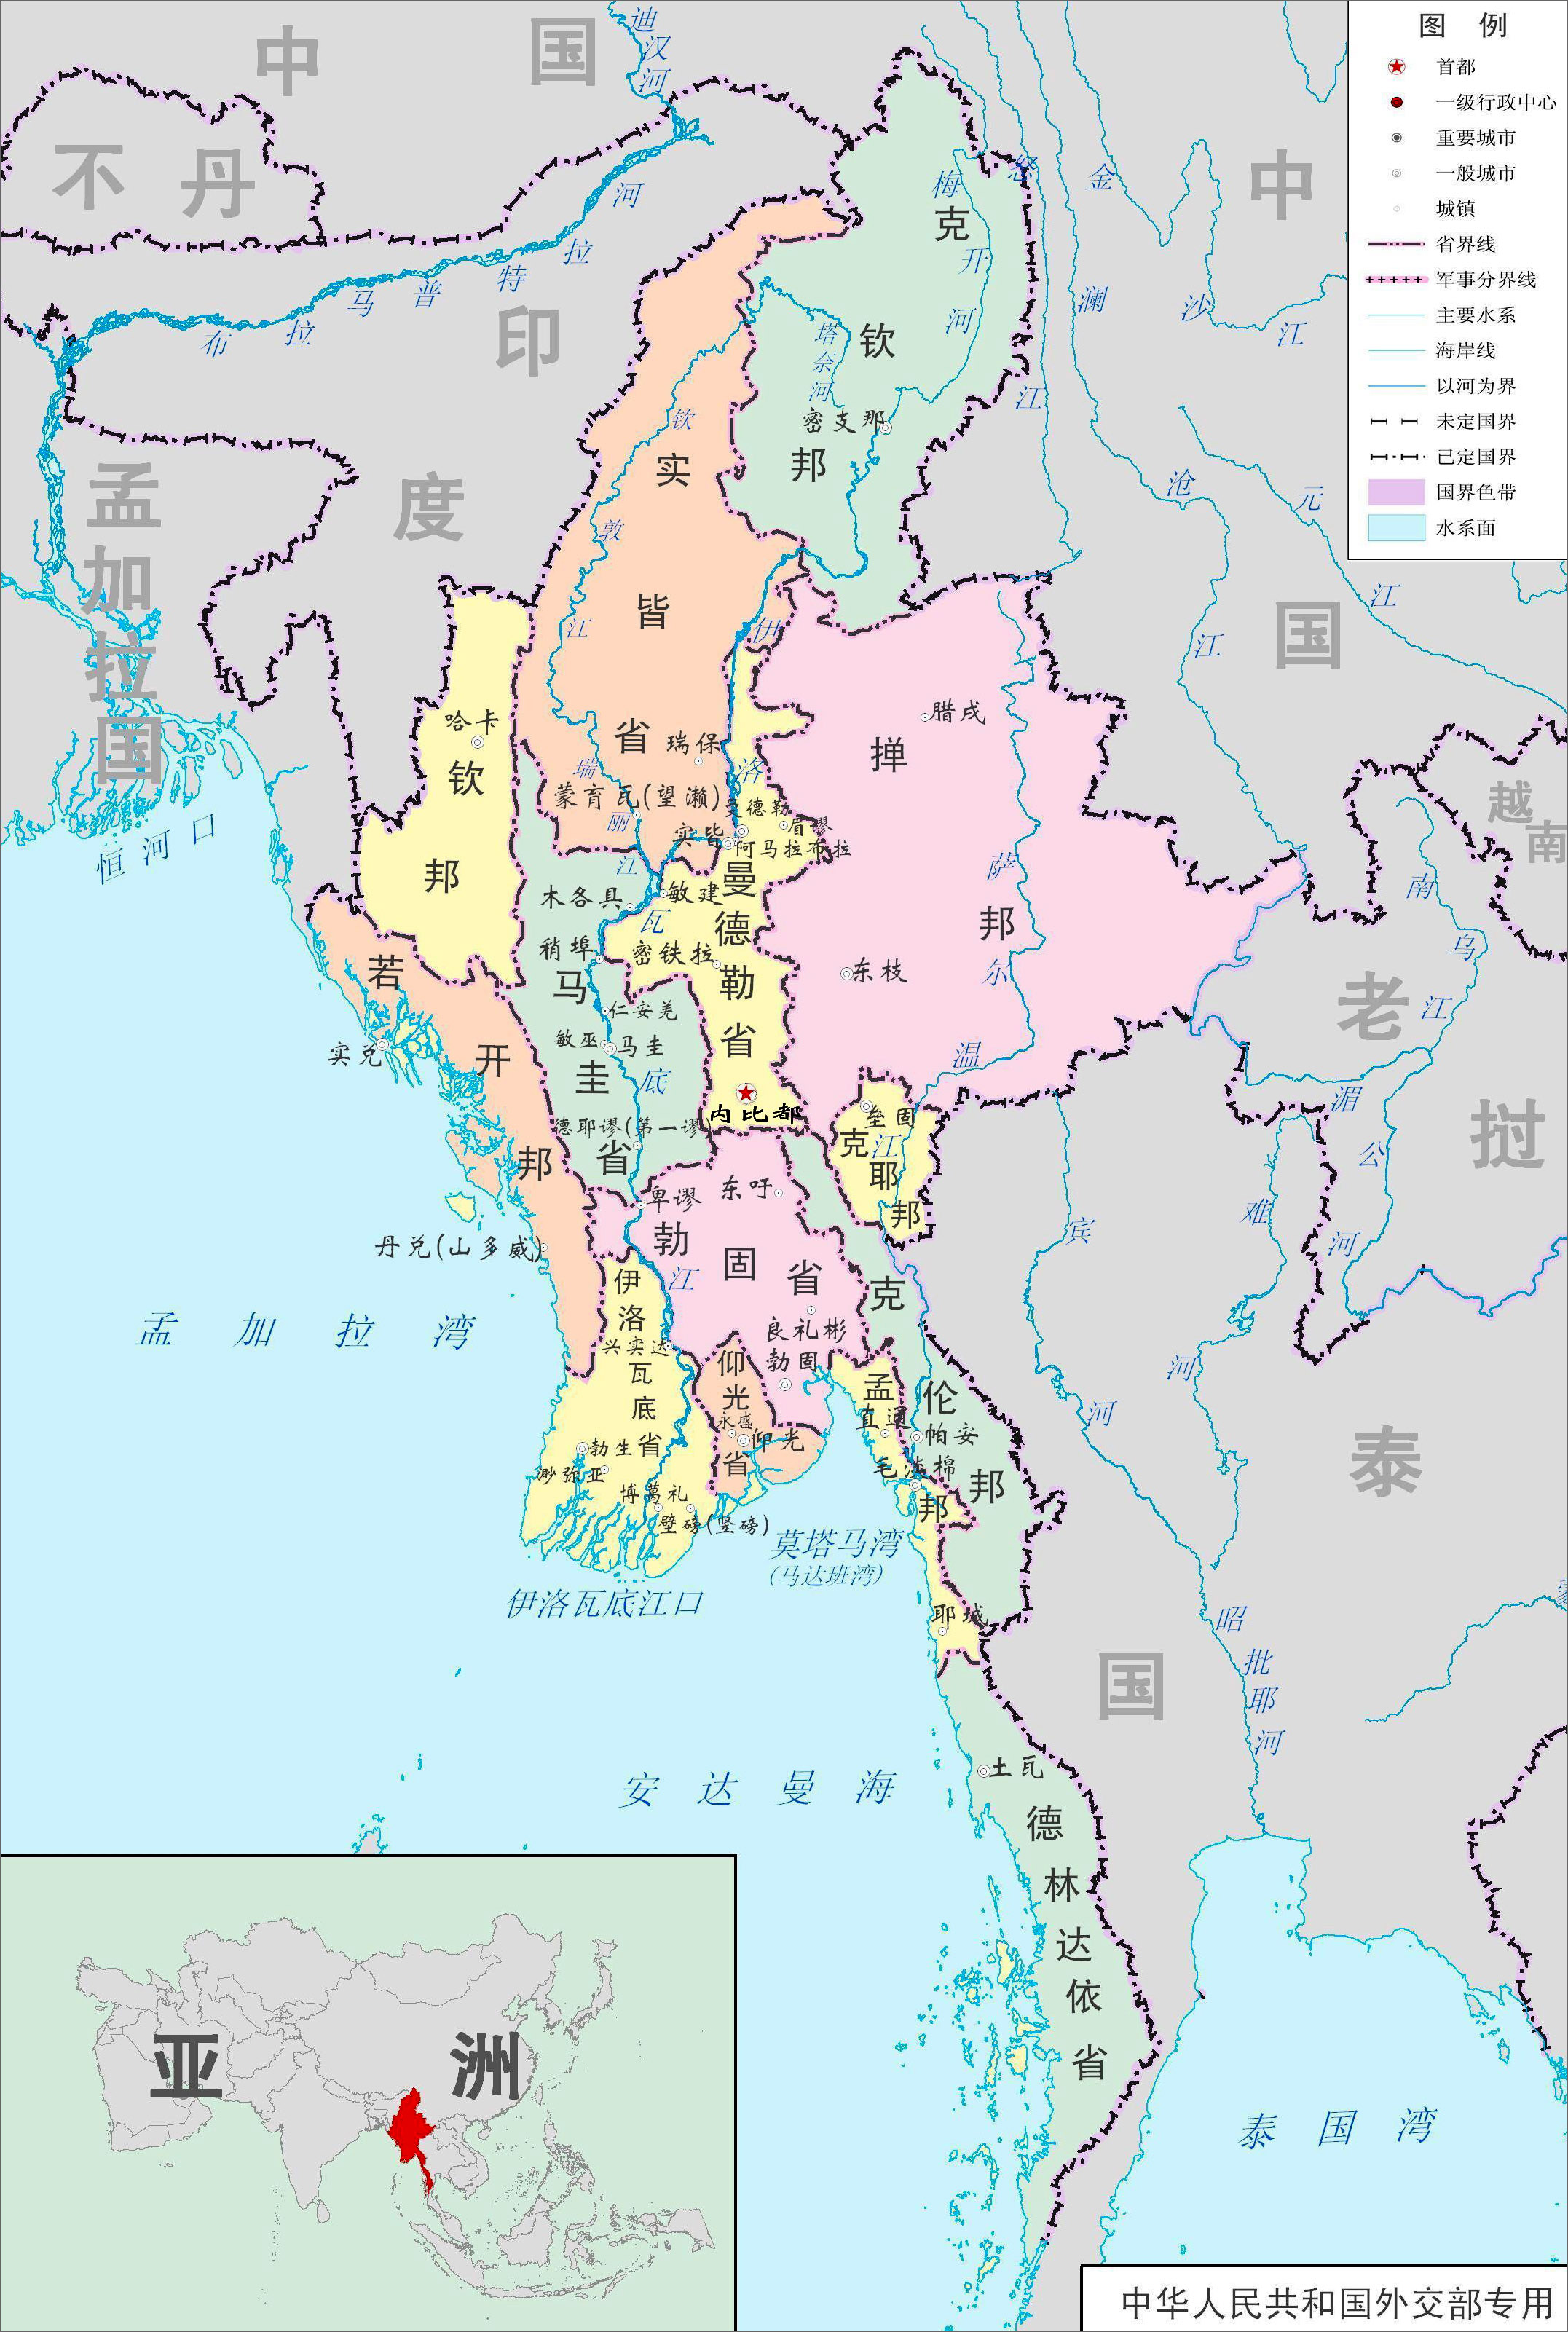 中国
迪汉河
不丹
布拉马普特拉河
印度
孟加拉国
恒河口
中国
怒江
金沙江
澜沧江
元江
图 例
首都
一级行政中心
重要城市
一般城市
城镇
省界线
军事分界线
主要水系
海岸线
以河为界
未定国界
已定国界
国界色带
水系面
克钦邦
梅开河
塔奈河
密支那
实皆省
钦敦江
瑞保
蒙育瓦(望濑)
实皆
瑞丽江
钦邦
哈卡
伊洛瓦底江
曼德勒省
曼德勒
眉谬
阿马拉布拉
敏建
密铁拉
内比都
掸邦
腊戌
东枝
萨尔温江
马圭省
木各具
稍埠
仁安羌
敏巫
马圭
德耶谬(第一谬)
若开邦
实兑
丹兑(山多威)
克耶邦
垒固
勃固省
卑谬
东吁
良礼彬
勃固
伊洛瓦底省
兴实达
勃生
渺弥亚
博葛礼
壁磅(竖磅)
仰光省
永盛
仰光
克伦邦
帕安
孟邦
直通
毛淡棉
耶城
德林达依省
土瓦
越南
老挝
南乌江
湄公河
泰国
宾河
难河
昭批耶河
孟加拉湾
伊洛瓦底江口
莫塔马湾
(马达班湾)
安达曼海
泰国湾
亚洲
中华人民共和国外交部专用